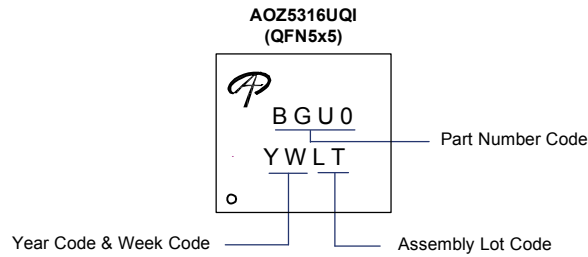 AOZ5316UQI
(QFN5x5)
BGU0
Part Number Code
YWLT
Year Code & Week Code
Assembly Lot Code